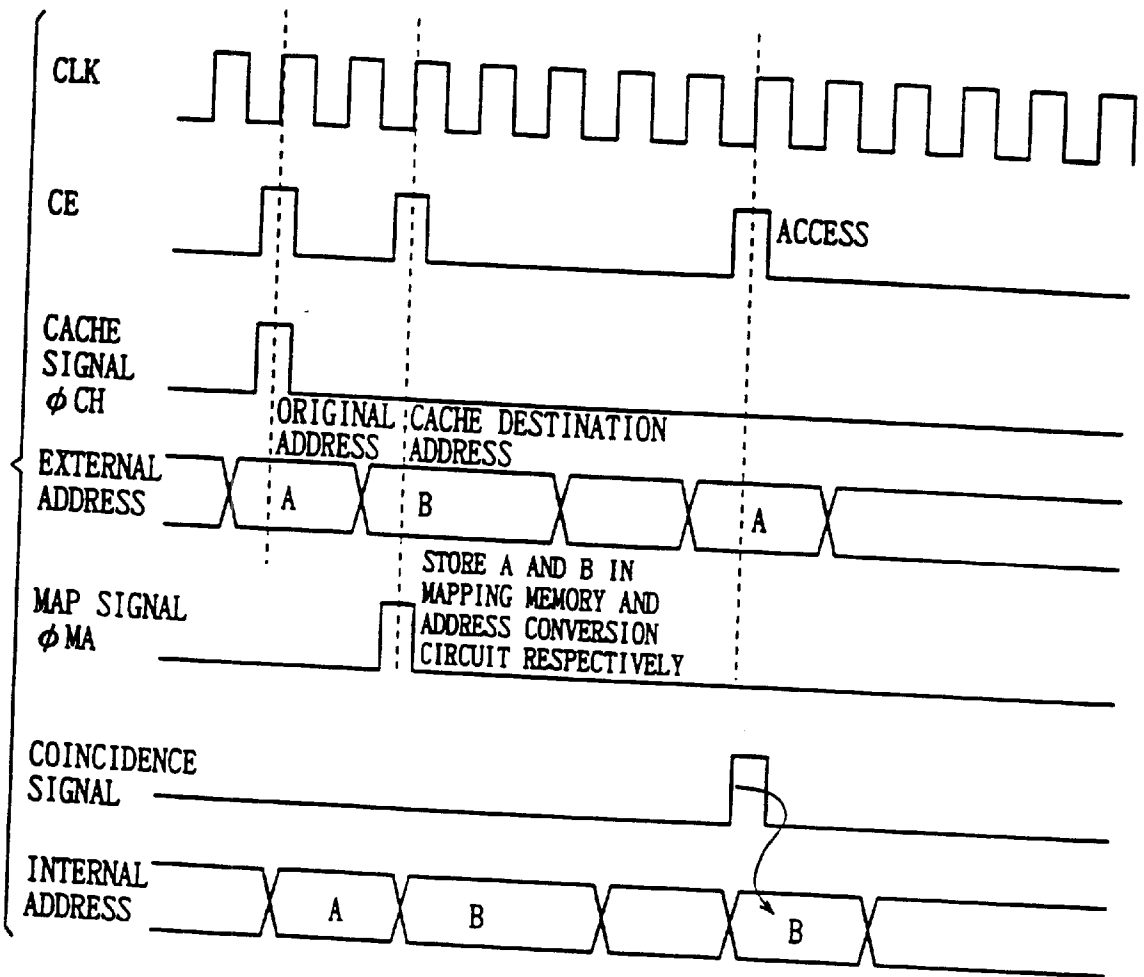 CLK
CE
ACCESS
CACHE
SIGNAL
φ CH
ORIGINAL
ADDRESS
CACHE DESTINATION
ADDRESS
EXTERNAL
ADDRESS
A
B
A
STORE A AND B IN
MAPPING MEMORY AND
ADDRESS CONVERSION
CIRCUIT RESPECTIVELY
MAP SIGNAL
φ MA
COINCIDENCE
SIGNAL
INTERNAL
ADDRESS
A
B
B